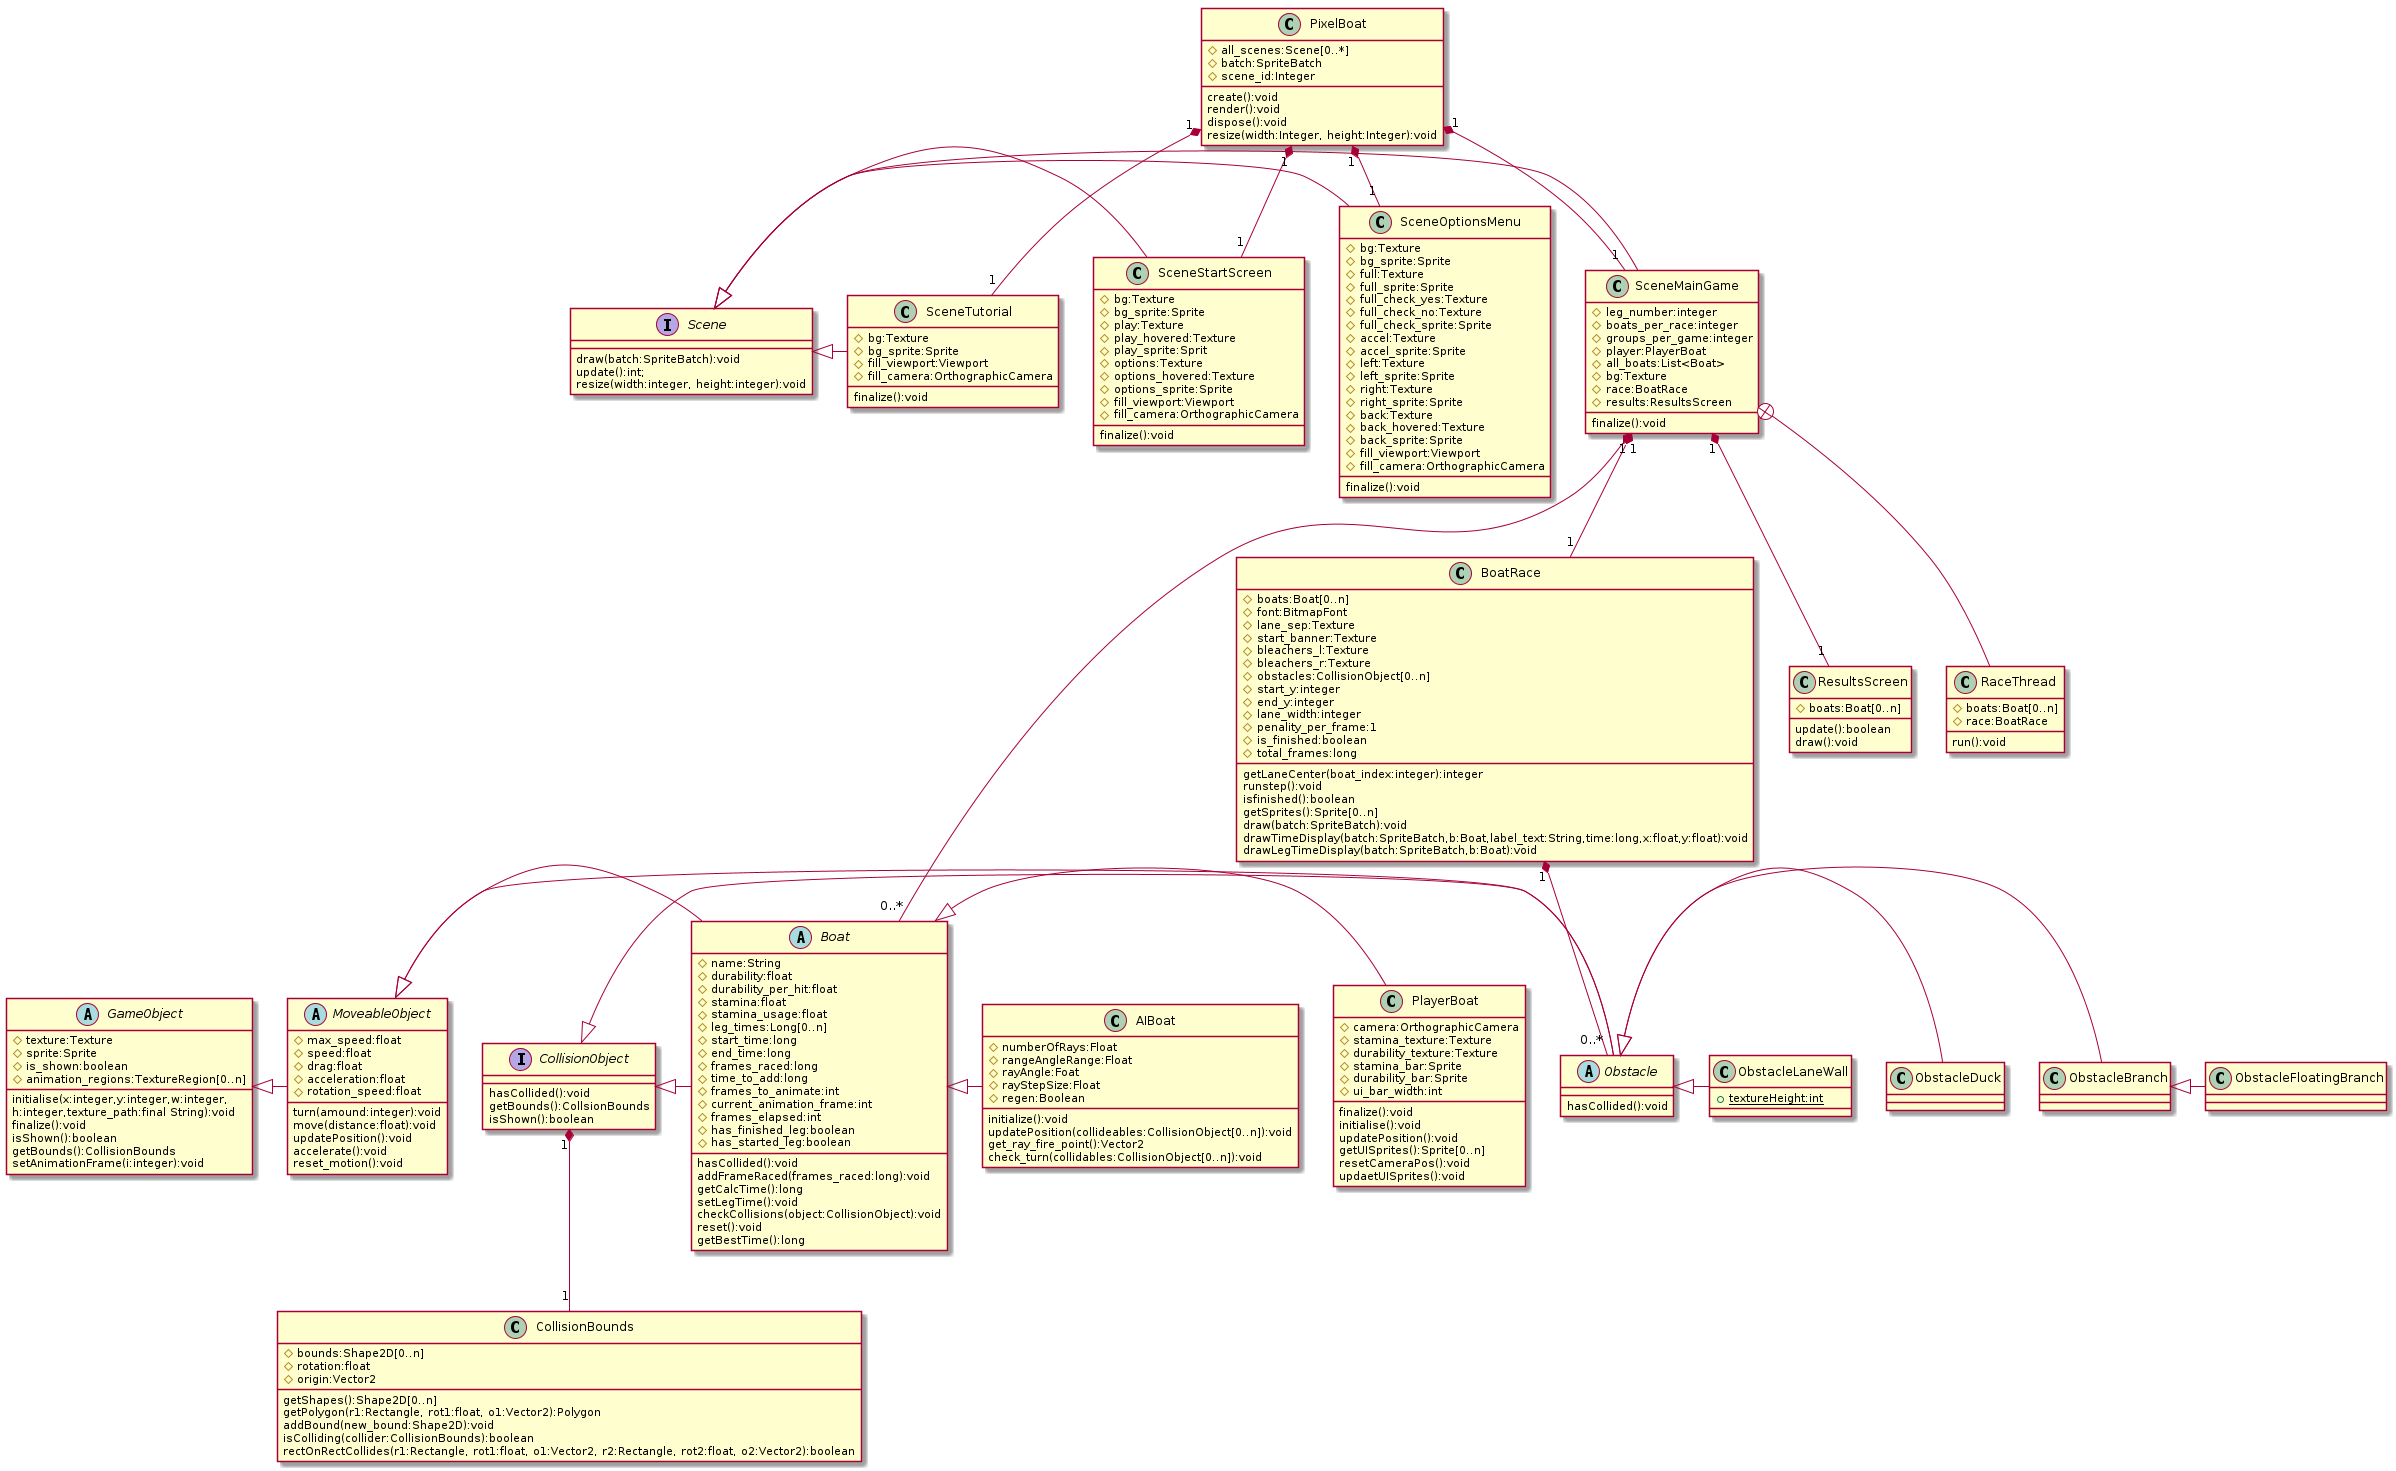 PixelBoat
all_scenes:Scene[0..*]
batch:SpriteBatch
scene_id:Integer
create():void
render():void
dispose():void
resize(width:Integer, height:Integer):void
1
1
1
1
1
1
1
1
Scene
draw(batch:SpriteBatch):void
update():int;
resize(width:integer, height:integer):void
SceneTutorial
bg:Texture
bg_sprite:Sprite
fill_viewport:Viewport
fill_camera:OrthographicCamera
finalize():void
SceneStartScreen
bg:Texture
bg_sprite:Sprite
play:Texture
play_hovered:Texture
play_sprite:Sprit
options:Texture
options_hovered:Texture
options_sprite:Sprite
fill_viewport:Viewport
fill_camera:OrthographicCamera
finalize():void
SceneOptionsMenu
bg:Texture
bg_sprite:Sprite
full:Texture
full_sprite:Sprite
full_check_yes:Texture
full_check_no:Texture
full_check_sprite:Sprite
accel:Texture
accel_sprite:Sprite
left:Texture
left_sprite:Sprite
right:Texture
right_sprite:Sprite
back:Texture
back_hovered:Texture
back_sprite:Sprite
fill_viewport:Viewport
fill_camera:OrthographicCamera
finalize():void
SceneMainGame
leg_number:integer
boats_per_race:integer
groups_per_game:integer
player:PlayerBoat
all_boats:List<Boat>
bg:Texture
race:BoatRace
results:ResultsScreen
finalize():void
1
1
1
1
1
BoatRace
boats:Boat[0..n]
font:BitmapFont
lane_sep:Texture
start_banner:Texture
bleachers_l:Texture
bleachers_r:Texture
obstacles:CollisionObject[0..n]
start_y:integer
end_y:integer
lane_width:integer
penality_per_frame:1
is_finished:boolean
total_frames:long
getLaneCenter(boat_index:integer):integer
runstep():void
isfinished():boolean
getSprites():Sprite[0..n]
draw(batch:SpriteBatch):void
drawTimeDisplay(batch:SpriteBatch,b:Boat,label_text:String,time:long,x:float,y:float):void
drawLegTimeDisplay(batch:SpriteBatch,b:Boat):void
ResultsScreen
boats:Boat[0..n]
update():boolean
draw():void
RaceThread
boats:Boat[0..n]
race:BoatRace
run():void
1
0..*
0..*
GameObject
texture:Texture
sprite:Sprite
is_shown:boolean
animation_regions:TextureRegion[0..n]
initialise(x:integer,y:integer,w:integer,
h:integer,texture_path:final String):void
finalize():void
isShown():boolean
getBounds():CollisionBounds
setAnimationFrame(i:integer):void
MoveableObject
max_speed:float
speed:float
drag:float
acceleration:float
rotation_speed:float
turn(amound:integer):void
move(distance:float):void
updatePosition():void
accelerate():void
reset_motion():void
CollisionObject
hasCollided():void
getBounds():CollsionBounds
isShown():boolean
1
1
Boat
name:String
durability:float
durability_per_hit:float
stamina:float
stamina_usage:float
leg_times:Long[0..n]
start_time:long
end_time:long
frames_raced:long
time_to_add:long
frames_to_animate:int
current_animation_frame:int
frames_elapsed:int
has_finished_leg:boolean
has_started_leg:boolean
hasCollided():void
addFrameRaced(frames_raced:long):void
getCalcTime():long
setLegTime():void
checkCollisions(object:CollisionObject):void
reset():void
getBestTime():long
AIBoat
numberOfRays:Float
rangeAngleRange:Float
rayAngle:Foat
rayStepSize:Float
regen:Boolean
initialize():void
updatePosition(collideables:CollisionObject[0..n]):void
get_ray_fire_point():Vector2
check_turn(collidables:CollisionObject[0..n]):void
PlayerBoat
camera:OrthographicCamera
stamina_texture:Texture
durability_texture:Texture
stamina_bar:Sprite
durability_bar:Sprite
ui_bar_width:int
finalize():void
initialise():void
updatePosition():void
getUISprites():Sprite[0..n]
resetCameraPos():void
updaetUISprites():void
Obstacle
hasCollided():void
ObstacleLaneWall
textureHeight:int
ObstacleDuck
ObstacleBranch
ObstacleFloatingBranch
CollisionBounds
bounds:Shape2D[0..n]
rotation:float
origin:Vector2
getShapes():Shape2D[0..n]
getPolygon(r1:Rectangle, rot1:float, o1:Vector2):Polygon
addBound(new_bound:Shape2D):void
isColliding(collider:CollisionBounds):boolean
rectOnRectCollides(r1:Rectangle, rot1:float, o1:Vector2, r2:Rectangle, rot2:float, o2:Vector2):boolean